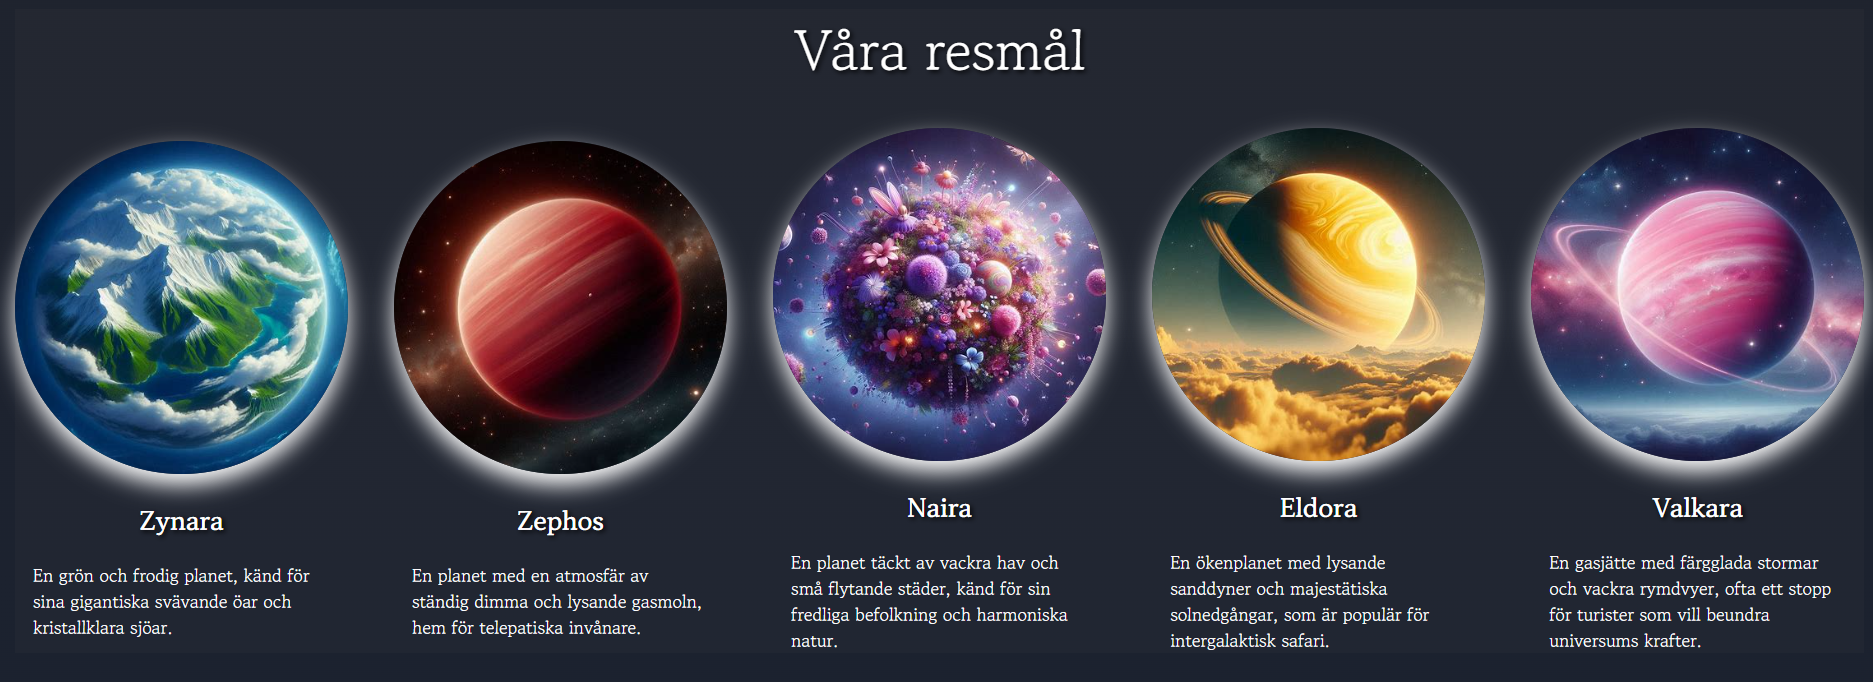 Våra resmål
Zynara
En grön och frodig planet, känd för
sina gigantiska svävande öar och
kristallklara sjöar.
Zephos
En planet med en atmosfär av
ständig dimma och lysande gasmoln,
hem för telepatiska invånare.
Naira
En planet täckt av vackra hav och
små flytande städer, känd för sin
fredliga befolkning och harmoniska
natur.
Eldora
En ökenplanet med lysande
sanddyner och majestätiska
solnedgångar, som är populär för
intergalaktisk safari.
Valkara
En gasjätte med färgglada stormar
och vackra rymdvyer, ofta ett stopp
för turister som vill beundra
universums krafter.